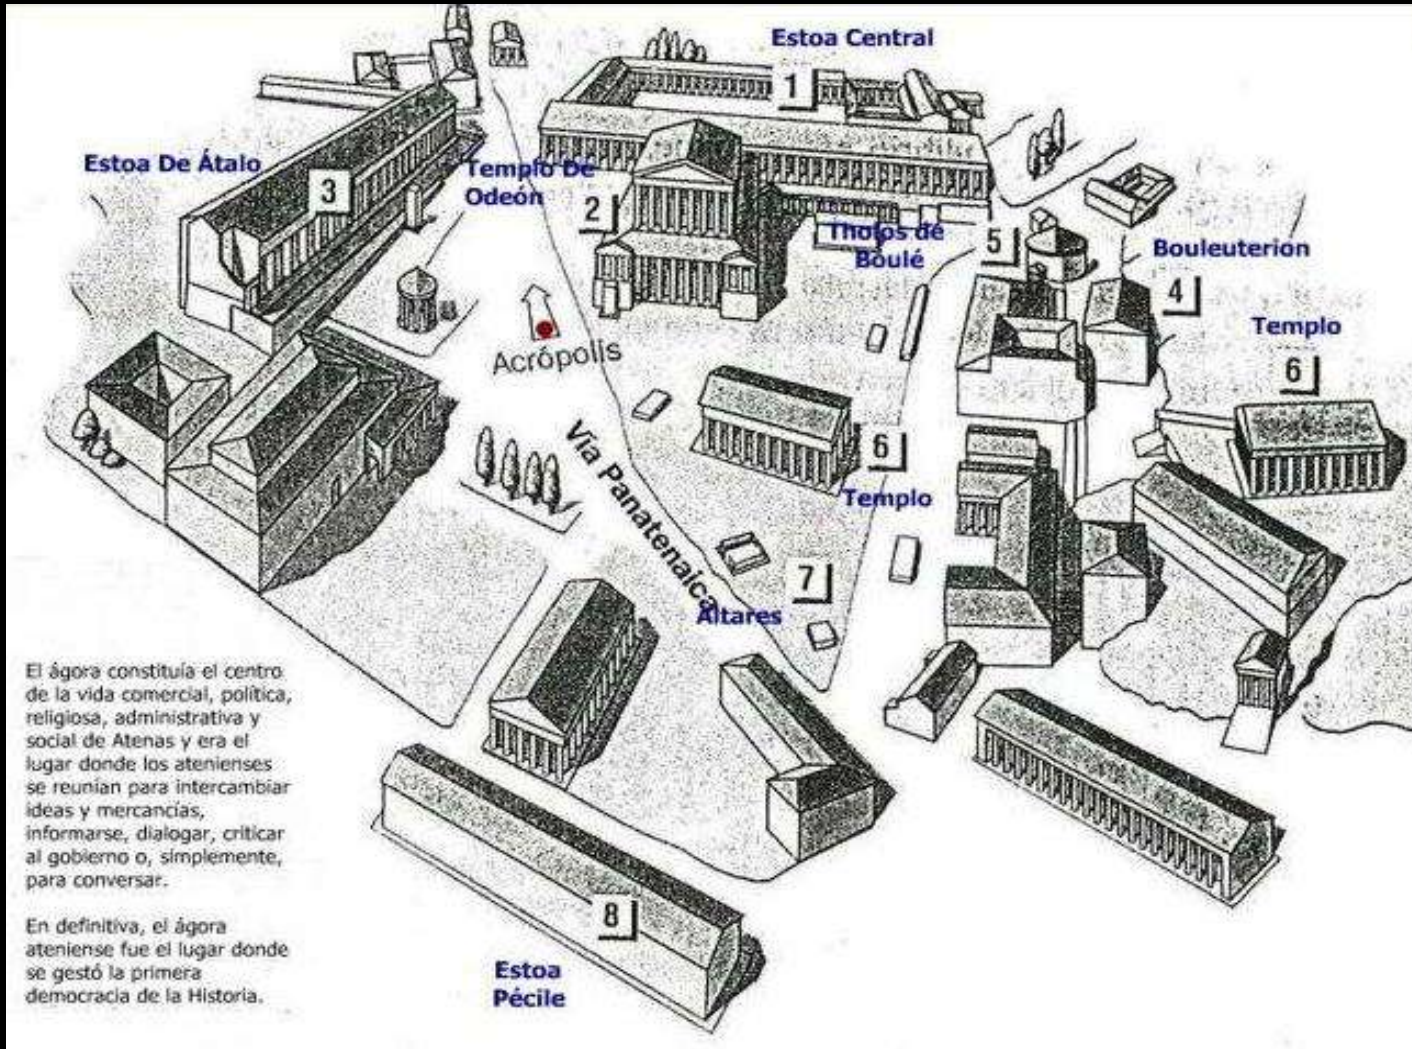 Estoa Central
1
Estoa De Átalo
3
Templo De
Odeón
2
Tholos de
Boulé
5
Bouleuterion
4
Templo
6
Acrópolis
Vía Panatenaica
6
Templo
7
Altares
El ágora constituía el centro
de la vida comercial, política,
religiosa, administrativa y
social de Atenas y era el
lugar donde los atenienses
se reunían para intercambiar
ideas y mercancías,
informarse, dialogar, criticar
al gobierno o, simplemente,
para conversar.
En definitiva, el ágora
ateniense fue el lugar donde
se gestó la primera
democracia de la Historia.
8
Estoa
Pécile